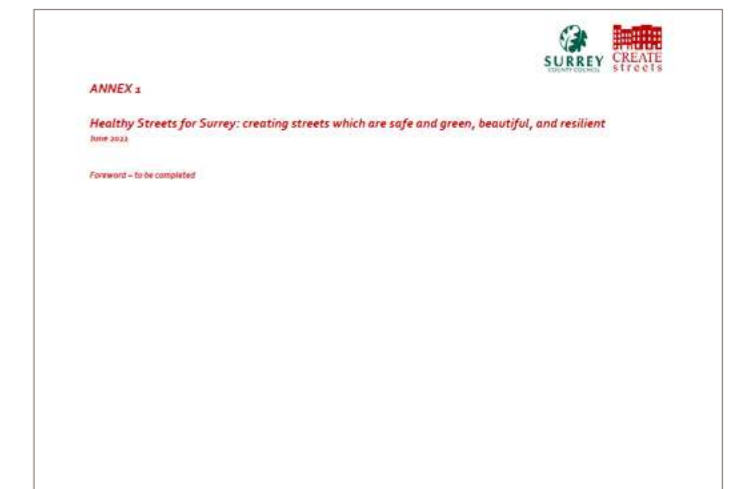 SURREY
COUNTY COUNCIL
CREATE
streets
ANNEX 1
Healthy Streets for Surrey: creating streets which are safe and green, beautiful, and resilient
June 2022
Foreword – to be completed